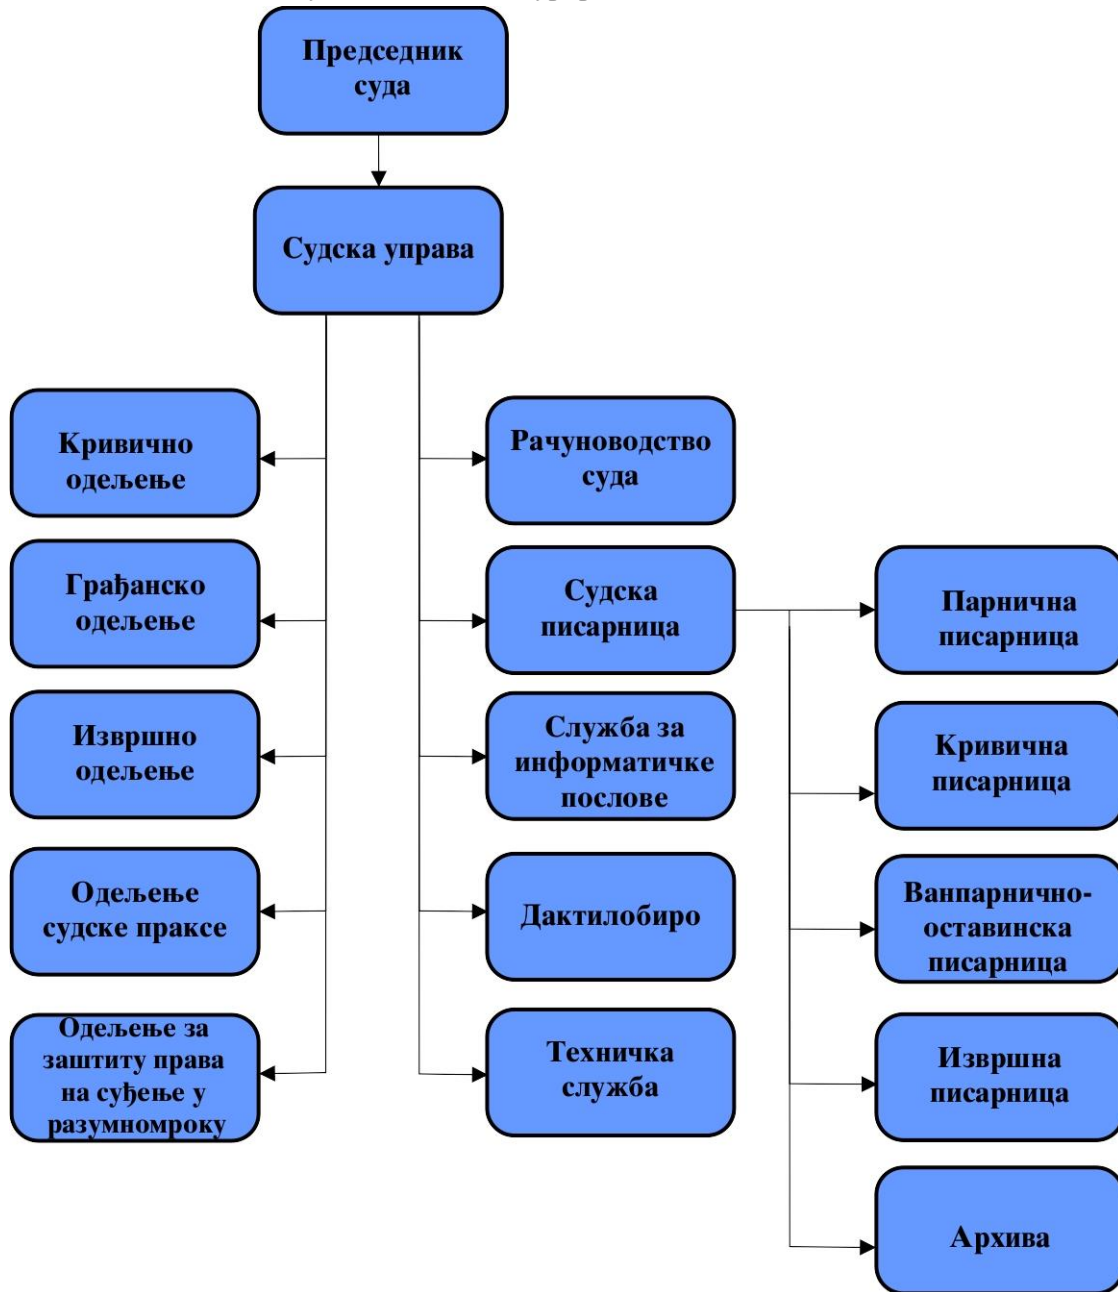 Председник
суда
Судска управа
Кривично
одељење
Грађанско
одељење
Извршно
одељење
Одељење
судске праксе
Одељење за
заштиту права
на суђење у
разумномроку
Рачуноводство
суда
Судска
писарница
Служба за
информатичке
послове
Дактилобиро
Техничка
служба
Парнична
писарница
Кривична
писарница
Ванпарнично-
оставинска
писарница
Извршна
писарница
Архива